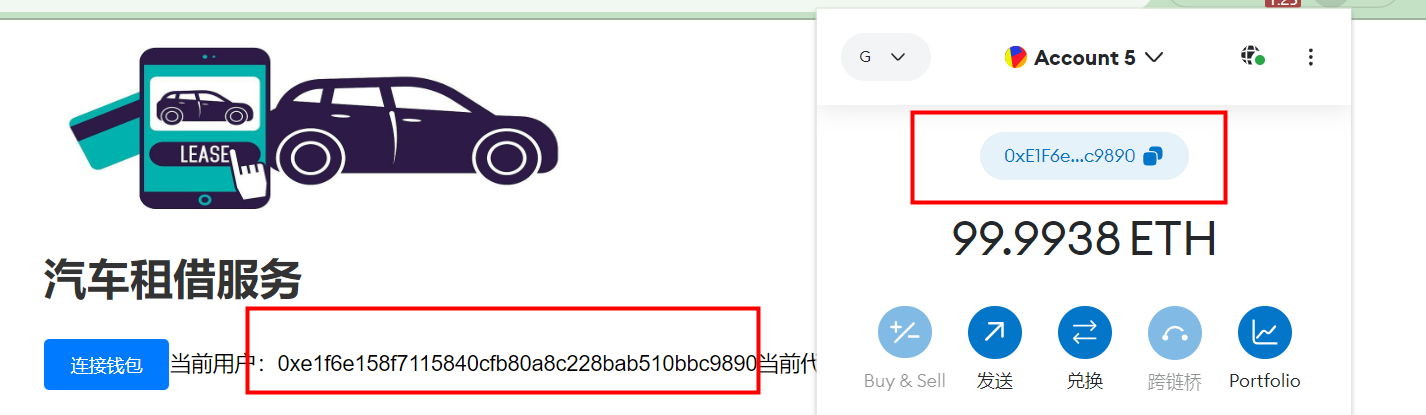 1.25
LEASE
汽车租借服务
连接钱包 当前用户：0xe1f6e158f7115840cfb80a8c228bab510bbc9890当前代
G
Account 5
0xE1F6e...c9890
99.9938 ETH
Buy & Sell
发送
兑换
跨链桥
Portfolio